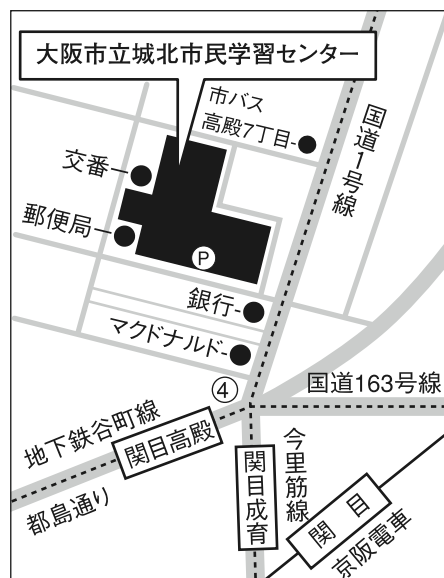 大阪市立城北市民学習センター
市バス
高殿7丁目
国道1号線
交番
郵便局
P
銀行
マクドナルド
④
国道163号線
地下鉄谷町線
関目高殿
都島通り
関目成育
今里筋線
関目
京阪電車